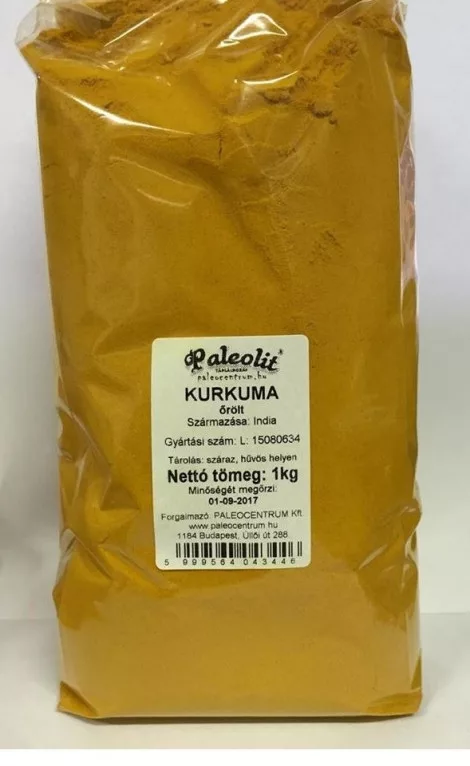 Paleolit®
TÁPLÁLKOZÁS
paleocentrum.hu
KURKUMA
őrölt
Származása: India
Gyártási szám: L: 15080634
Tárolás: száraz, hűvös helyen
Nettó tömeg: 1kg
Minőségét megőrzi:
01-09-2017
Forgalmazó: PALEOCENTRUM Kft.
www.paleocentrum.hu
1184 Budapest, Üllői út 288.
5 999564 043446